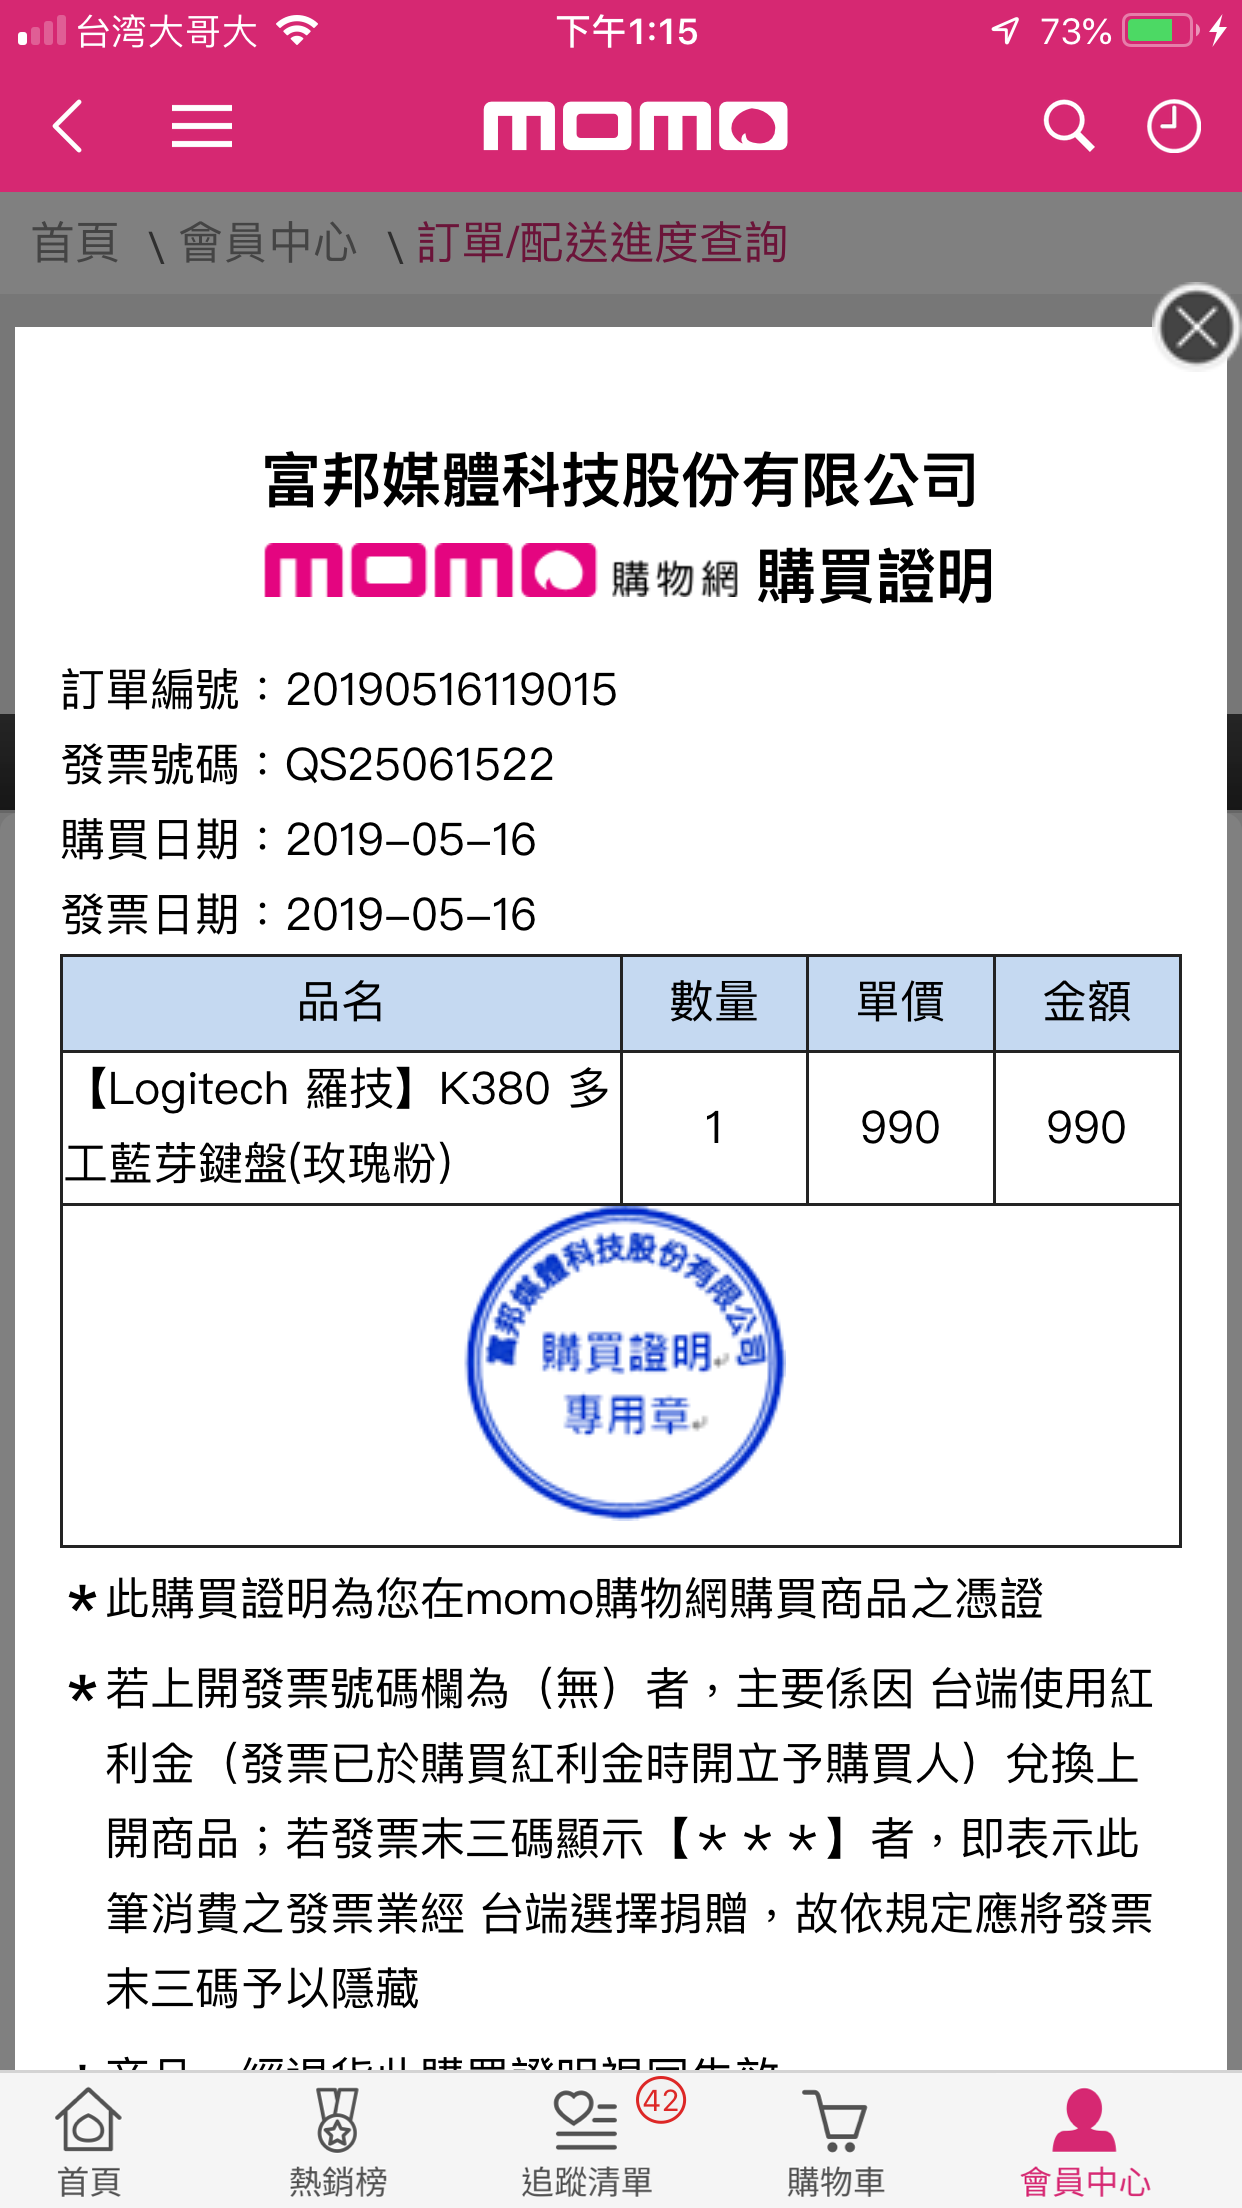 台湾大哥大 下午1:15 73%
momo
首頁 \ 會員中心 \ 訂單/配送進度查詢
富邦媒體科技股份有限公司
momo 購物網 購買證明
訂單編號：20190516119015
發票號碼：QS25061522
購買日期：2019-05-16
發票日期：2019-05-16
品名 數量 單價 金額
【Logitech 羅技】K380 多工藍芽鍵盤(玫瑰粉) 1 990 990
富邦媒體科技股份有限公司
購買證明
專用章
*此購買證明為您在momo購物網購買商品之憑證
*若上開發票號碼欄為（無）者，主要係因 台端使用紅
利金（發票已於購買紅利金時開立予購買人）兌換上
開商品；若發票末三碼顯示【＊＊＊】者，即表示此
筆消費之發票業經 台端選擇捐贈，故依規定應將發票
末三碼予以隱藏
首頁 熱銷榜 追蹤清單 42 購物車 會員中心